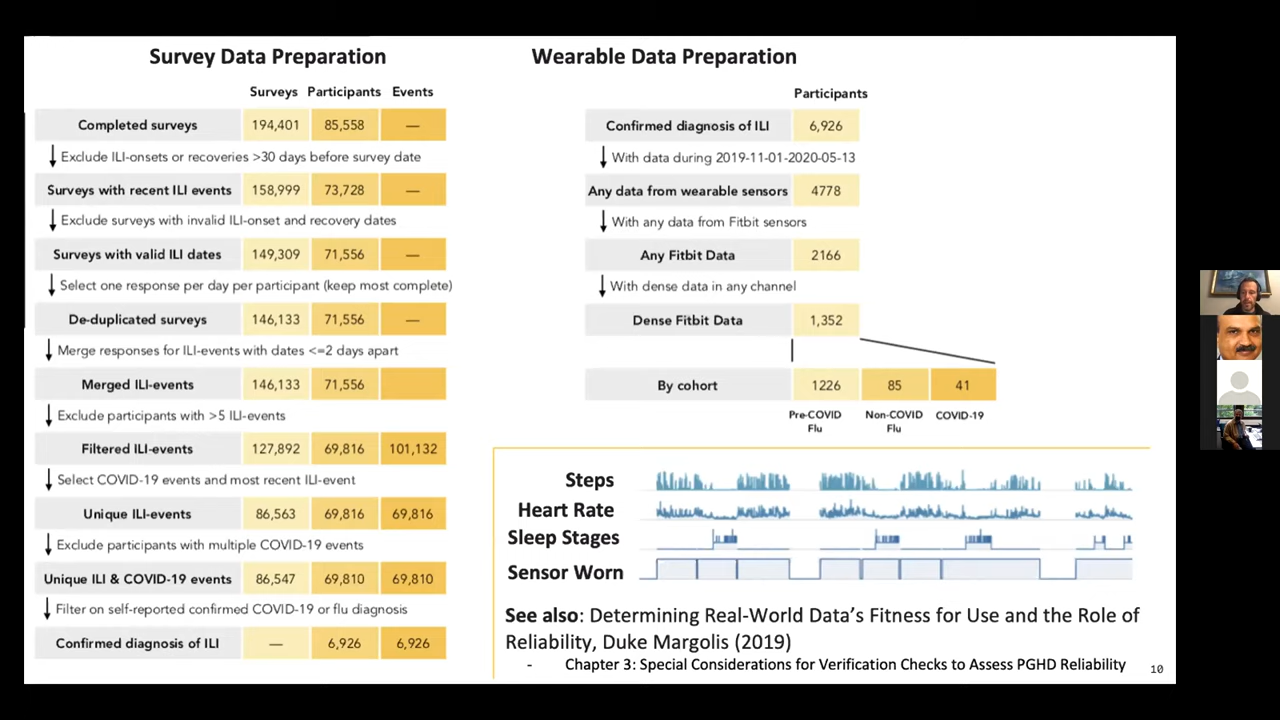 Survey Data Preparation
Surveys Participants Events
Completed surveys 194,401 85,558 —
Exclude ILI-onsets or recoveries >30 days before survey date
Surveys with recent ILI events 158,999 73,728 —
Exclude surveys with invalid ILI-onset and recovery dates
Surveys with valid ILI dates 149,309 71,556 —
Select one response per day per participant (keep most complete)
De-duplicated surveys 146,133 71,556 —
Merge responses for ILI-events with dates <=2 days apart
Merged ILI-events 146,133 71,556
Exclude participants with >5 ILI-events
Filtered ILI-events 127,892 69,816 101,132
Select COVID-19 events and most recent ILI-event
Unique ILI-events 86,563 69,816 69,816
Exclude participants with multiple COVID-19 events
Unique ILI & COVID-19 events 86,547 69,810 69,810
Filter on self-reported confirmed COVID-19 or flu diagnosis
Confirmed diagnosis of ILI — 6,926 6,926
Wearable Data Preparation
Participants
Confirmed diagnosis of ILI 6,926
With data during 2019-11-01-2020-05-13
Any data from wearable sensors 4778
With any data from Fitbit sensors
Any Fitbit Data 2166
With dense data in any channel
Dense Fitbit Data 1,352
By cohort 1226 85 41
Pre-COVID Non-COVID COVID-19
Flu Flu
Steps
Heart Rate
Sleep Stages
Sensor Worn
See also: Determining Real-World Data's Fitness for Use and the Role of
Reliability, Duke Margolis (2019)
- Chapter 3: Special Considerations for Verification Checks to Assess PGHD Reliability
10